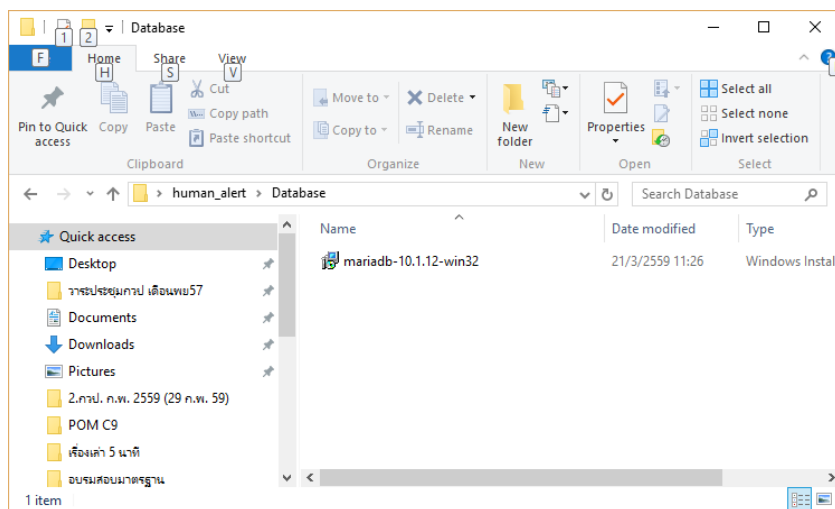 Database
1
2
F
Home
Share
View
H
S
V
Pin to Quick access
Copy
Paste
Cut
Copy path
Paste shortcut
Clipboard
Move to
Copy to
Delete
Rename
Organize
New folder
New
Properties
Open
Select all
Select none
Invert selection
Select
human_alert > Database
Search Database
Quick access
Desktop
วาระประชุมกวป เดือนพย57
Documents
Downloads
Pictures
2.กวป. ก.พ. 2559 (29 ก.พ. 59)
POM C9
เรื่องเล่า 5 นาที
อบรมสอบมาตรฐาน
Name
Date modified
Type
mariadb-10.1.12-win32
21/3/2559 11:26
Windows Instal
1 item